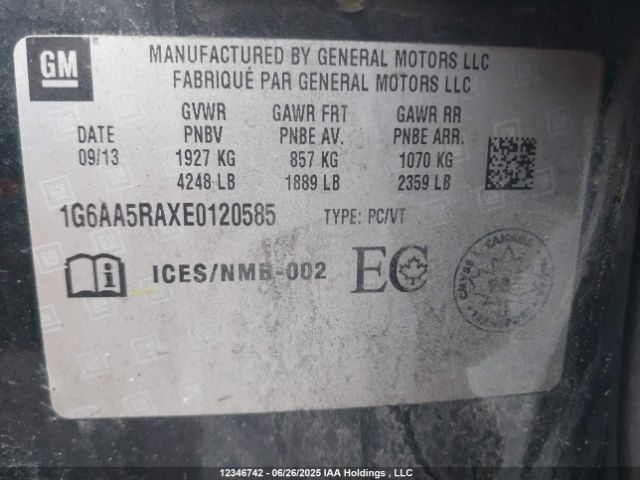 GM
MANUFACTURED BY GENERAL MOTORS LLC
FABRIQUÉ PAR GENERAL MOTORS LLC
GVWR GAWR FRT GAWR RR
DATE PNBV PNBE AV. PNBE ARR.
09/13 1927 KG 857 KG 1070 KG
4248 LB 1889 LB 2359 LB
1G6AA5RAXE0120585 TYPE: PC/VT
ICES/NMB-002 EC
CANADA
12346742 - 06/26/2025 IAA Holdings , LLC